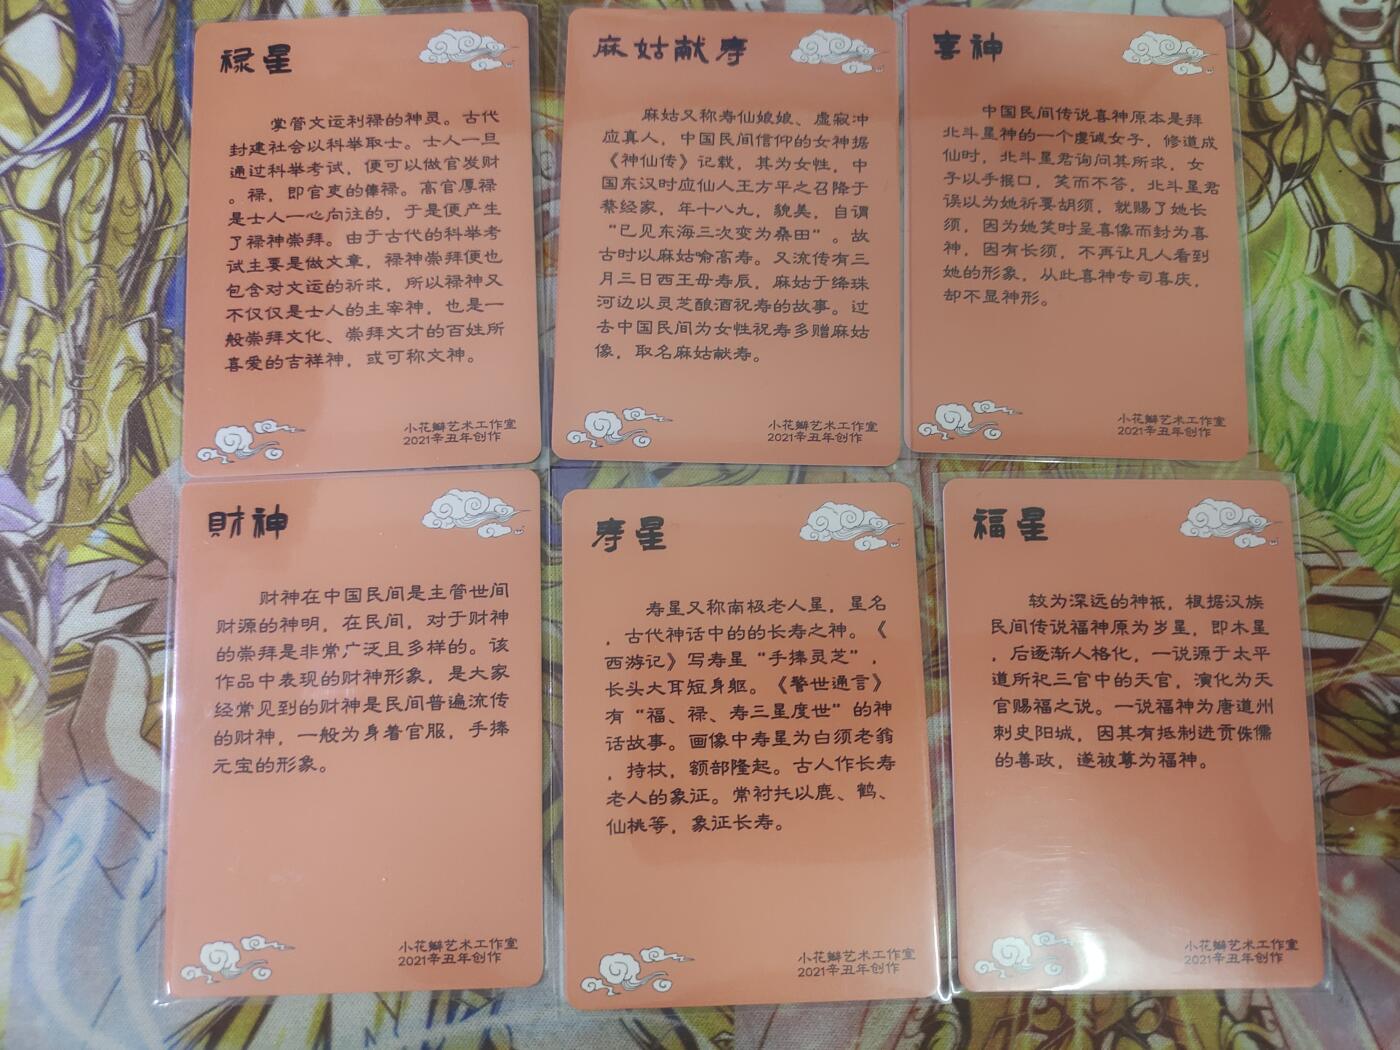 禄星
掌管文运利禄的神灵。古代
封建社会以科举取士。士人一旦
通过科举考试，便可以做官发财
。禄，即官吏的俸禄。高官厚禄
是士人一心向往的，于是便产生
了禄神崇拜。由于古代的科举考
试主要是做文章，禄神崇拜便也
包含对文运的祈求，所以禄神又
不仅仅是士人的主宰神，也是一
般崇拜文化、崇拜文才的百姓所
喜爱的吉祥神，或可称文神。
小花瓣艺术工作室
2021辛丑年创作
麻姑献寿
麻姑又称寿仙娘娘、虚寂冲
应真人，中国民间信仰的女神据
《神仙传》记载，其为女性，中
国东汉时应仙人王方平之召降于
蔡经家，年十八九，貌美，自谓
“已见东海三次变为桑田”。故
古时以麻姑喻高寿。又流传有三
月三日西王母寿辰，麻姑于绛珠
河边以灵芝酿酒祝寿的故事。过
去中国民间为女性祝寿多赠麻姑
像，取名麻姑献寿。
小花瓣艺术工作室
2021辛丑年创作
喜神
中国民间传说喜神原本是拜
北斗星神的一个虔诚女子，修道成
仙时，北斗星君询问其所求，女
子以手抿口，笑而不答，北斗星君
误以为她祈要胡须，就赐了她长
须，因为她笑时呈喜像而封为喜
神，因有长须，不再让凡人看到
她的形象，从此喜神专司喜庆，
却不显神形。
小花瓣艺术工作室
2021辛丑年创作
財神
财神在中国民间是主管世间
财源的神明，在民间，对于财神
的崇拜是非常广泛且多样的。该
作品中表现的财神形象，是大家
经常见到的财神是民间普遍流传
的财神，一般为身着官服，手捧
元宝的形象。
小花瓣艺术工作室
2021辛丑年创作
寿星
寿星又称南极老人星，星名
，古代神话中的的长寿之神。《
西游记》写寿星“手捧灵芝”，
长头大耳短身躯。《警世通言》
有“福、禄、寿三星度世”的神
话故事。画像中寿星为白须老翁
，持杖，额部隆起。古人作长寿
老人的象征。常衬托以鹿、鹤、
仙桃等，象征长寿。
小花瓣艺术工作室
2021辛丑年创作
福星
较为深远的神祇，根据汉族
民间传说福神原为岁星，即木星
，后逐渐人格化，一说源于太平
道所祀三官中的天官，演化为天
官赐福之说。一说福神为唐道州
刺史阳城，因其有抵制进贡侏儒
的善政，遂被尊为福神。
小花瓣艺术工作室
2021辛丑年创作